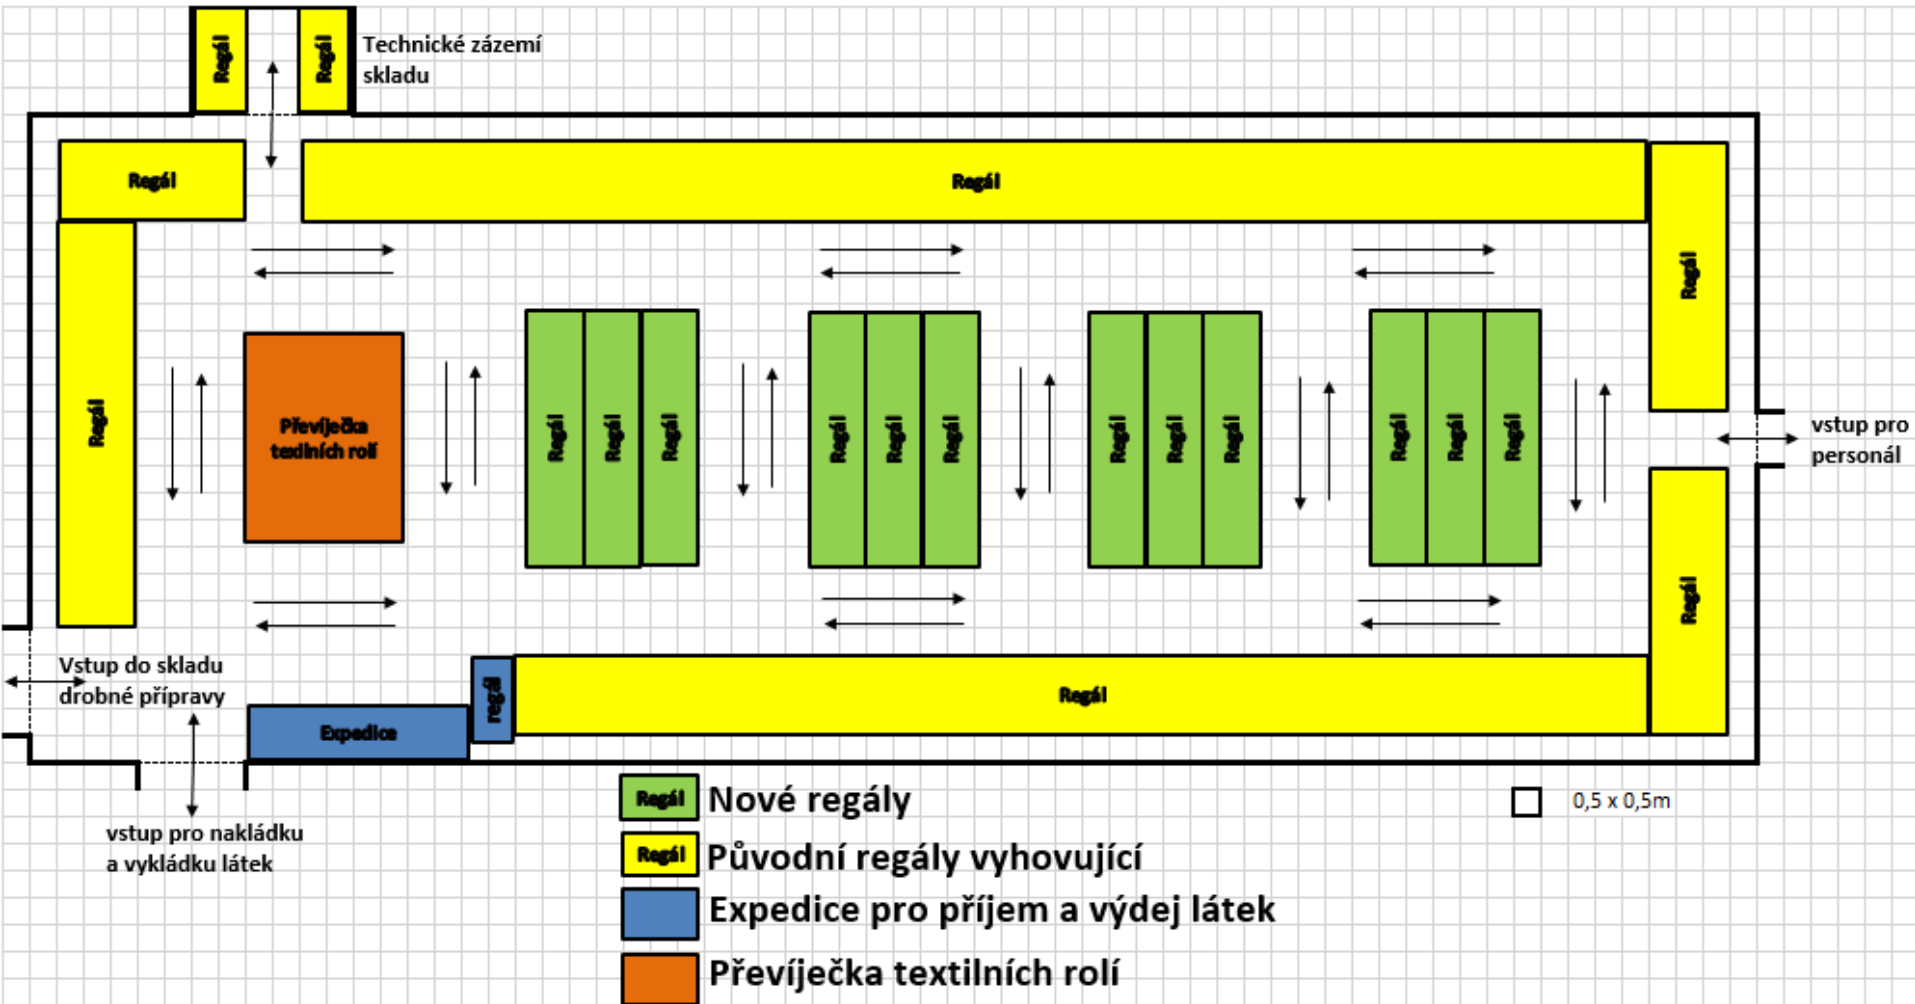 Regál
Regál
Technické zázemí
skladu
Regál
Regál
Regál
Regál
Převíječka
texilních rolí
Regál
Regál
Regál
Regál
Regál
Regál
Regál
Regál
Regál
Regál
Regál
Regál
vstup pro
personál
Regál
Vstup do skladu
drobné přípravy
regál
Regál
Expedice
vstup pro nakládku
a vykládku látek
Regál Nové regály
0,5 x 0,5m
Regál Původní regály vyhovující
Expedice pro příjem a výdej látek
Převíječka textilních rolí